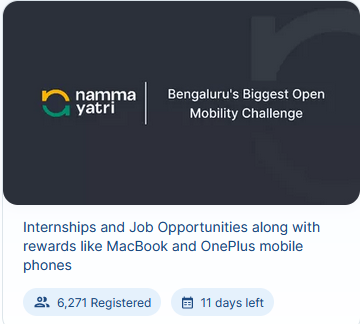 namma
yatri
Bengaluru's Biggest Open
Mobility Challenge
Internships and Job Opportunities along with
rewards like MacBook and OnePlus mobile
phones
6,271 Registered
11 days left